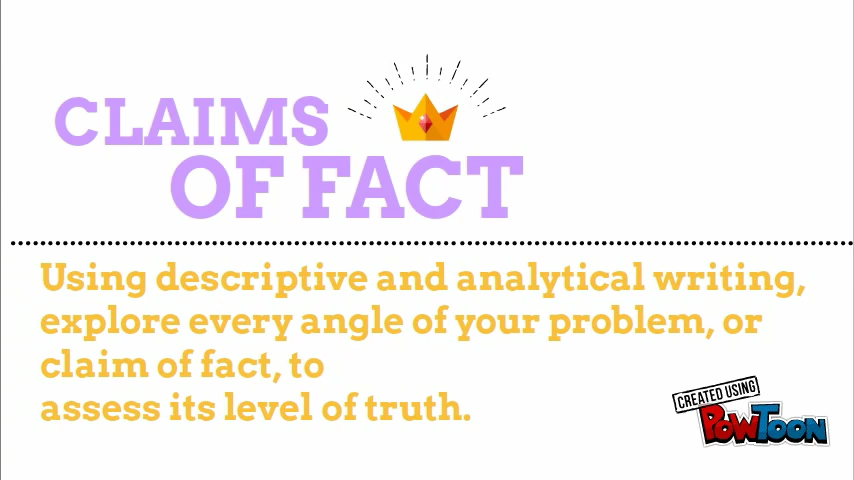 CLAIMS
OF FACT
Using descriptive and analytical writing,
explore every angle of your problem, or
claim of fact, to
assess its level of truth.
CREATED USING
POWTOON